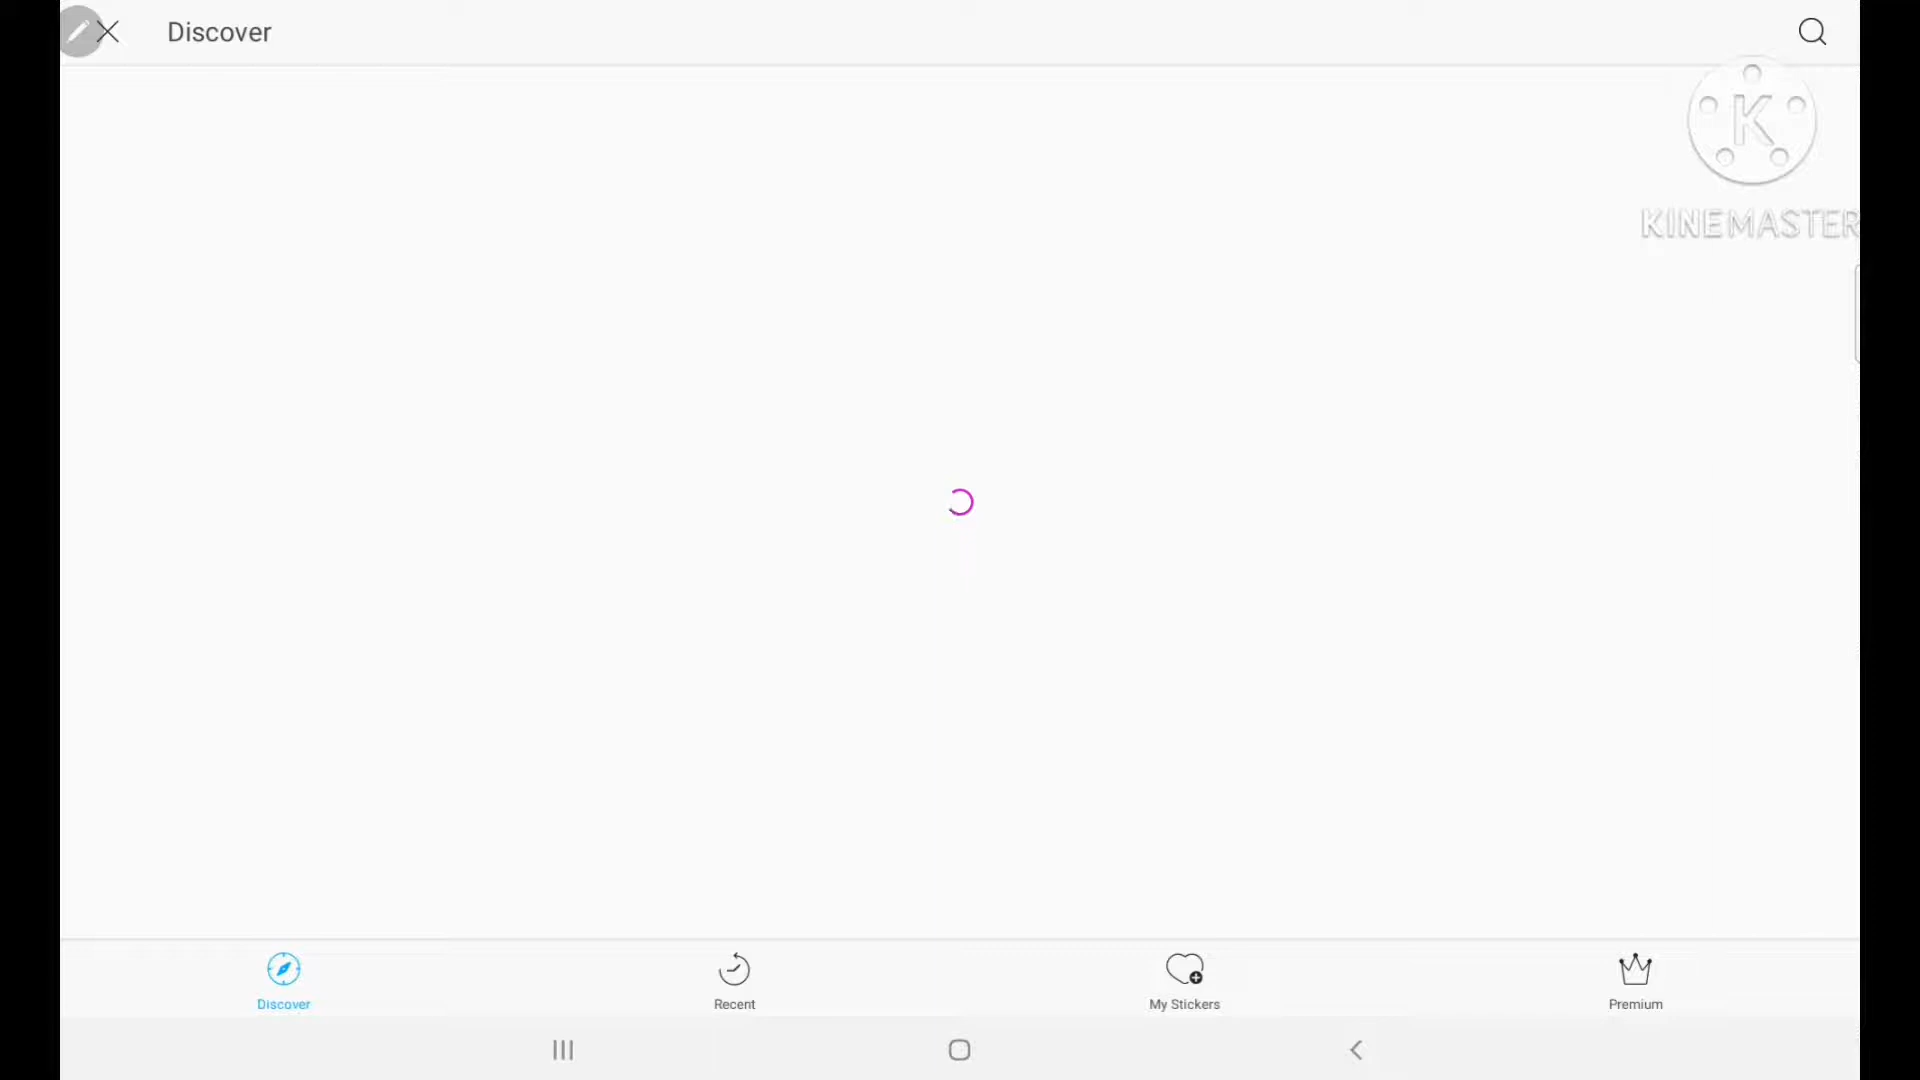 Discover
K
KINEMASTER
Discover
Recent
My Stickers
Premium